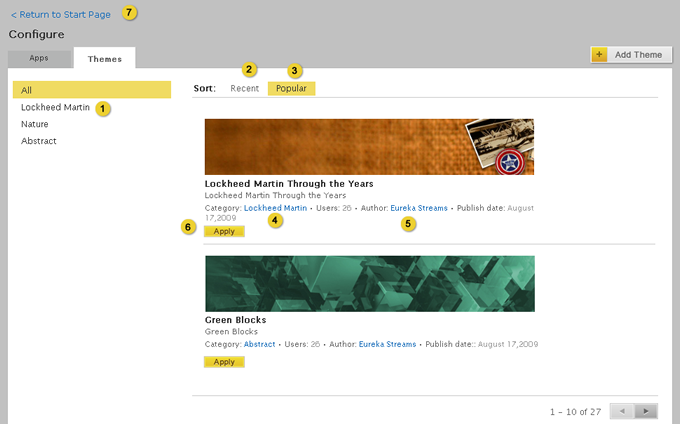 < Return to Start Page 7
Configure
Apps Themes + Add Theme
All
Lockheed Martin 1
Nature
Abstract
2 3
Sort: Recent Popular
Lockheed Martin Through the Years
Lockheed Martin Through the Years
Category: Lockheed Martin • Users: 26 • Author: Eureka Streams • Publish date: August
17,2009
4 5
6 Apply
Green Blocks
Green Blocks
Category: Abstract • Users: 26 • Author: Eureka Streams • Publish date:: August 17,2009
Apply
1 - 10 of 27